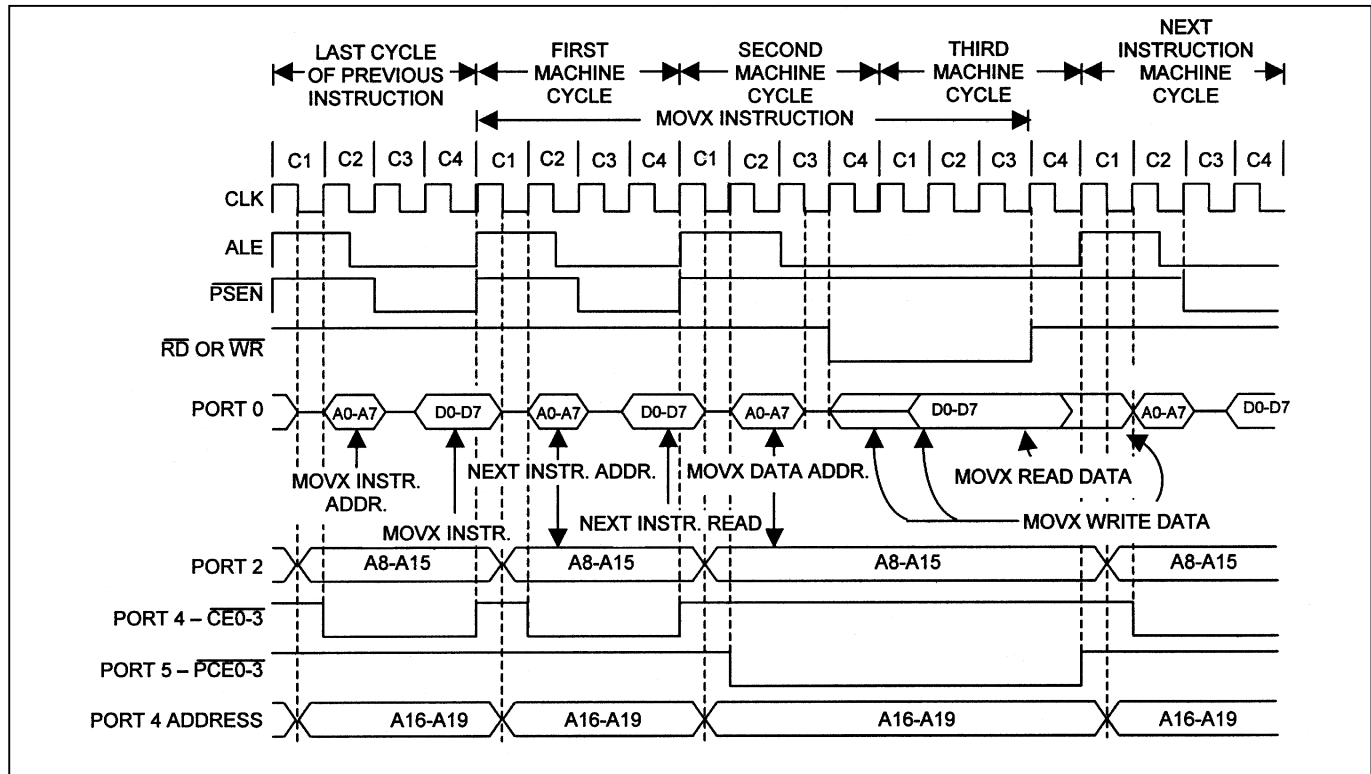 LAST CYCLE
OF PREVIOUS
INSTRUCTION
FIRST
MACHINE
CYCLE
SECOND
MACHINE
CYCLE
THIRD
MACHINE
CYCLE
NEXT
INSTRUCTION
MACHINE
CYCLE
MOVX INSTRUCTION
C1 C2 C3 C4 C1 C2 C3 C4 C1 C2 C3 C4 C1 C2 C3 C4 C1 C2 C3 C4
CLK
ALE
PSEN
RD OR WR
PORT 0 A0-A7 D0-D7 A0-A7 D0-D7 A0-A7 D0-D7 A0-A7 D0-D7
MOVX INSTR.
ADDR.
NEXT INSTR. ADDR.
MOVX DATA ADDR.
MOVX READ DATA
MOVX INSTR.
NEXT INSTR. READ
MOVX WRITE DATA
PORT 2 A8-A15 A8-A15 A8-A15 A8-A15
PORT 4 – CE0-3
PORT 5 – PCE0-3
PORT 4 ADDRESS A16-A19 A16-A19 A16-A19 A16-A19